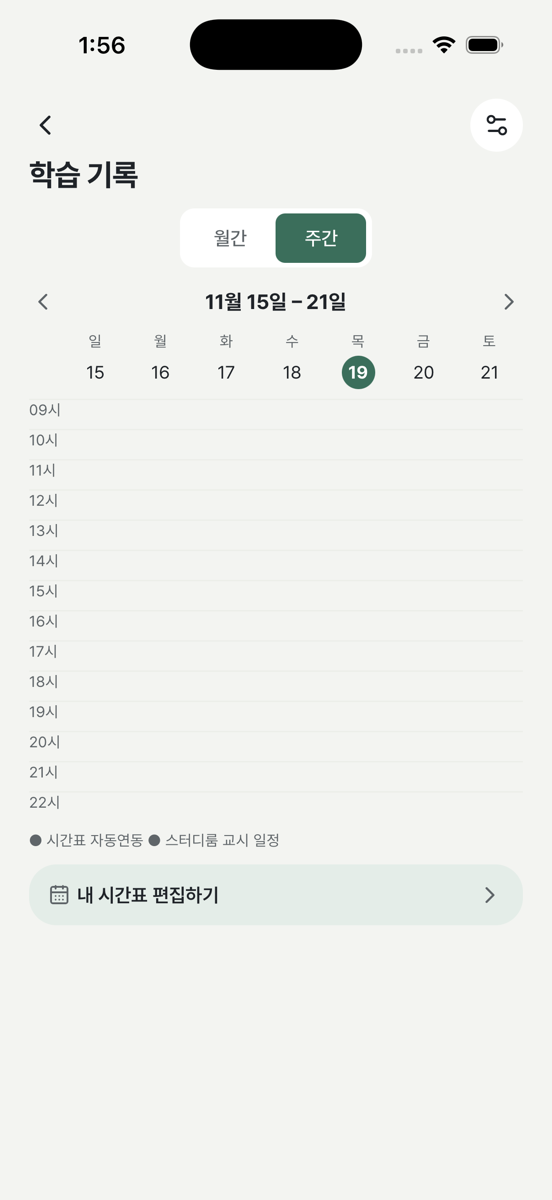 1:56
학습 기록
월간 주간
11월 15일 – 21일
일 월 화 수 목 금 토
15 16 17 18 19 20 21
09시
10시
11시
12시
13시
14시
15시
16시
17시
18시
19시
20시
21시
22시
● 시간표 자동연동 ● 스터디룸 교시 일정
내 시간표 편집하기